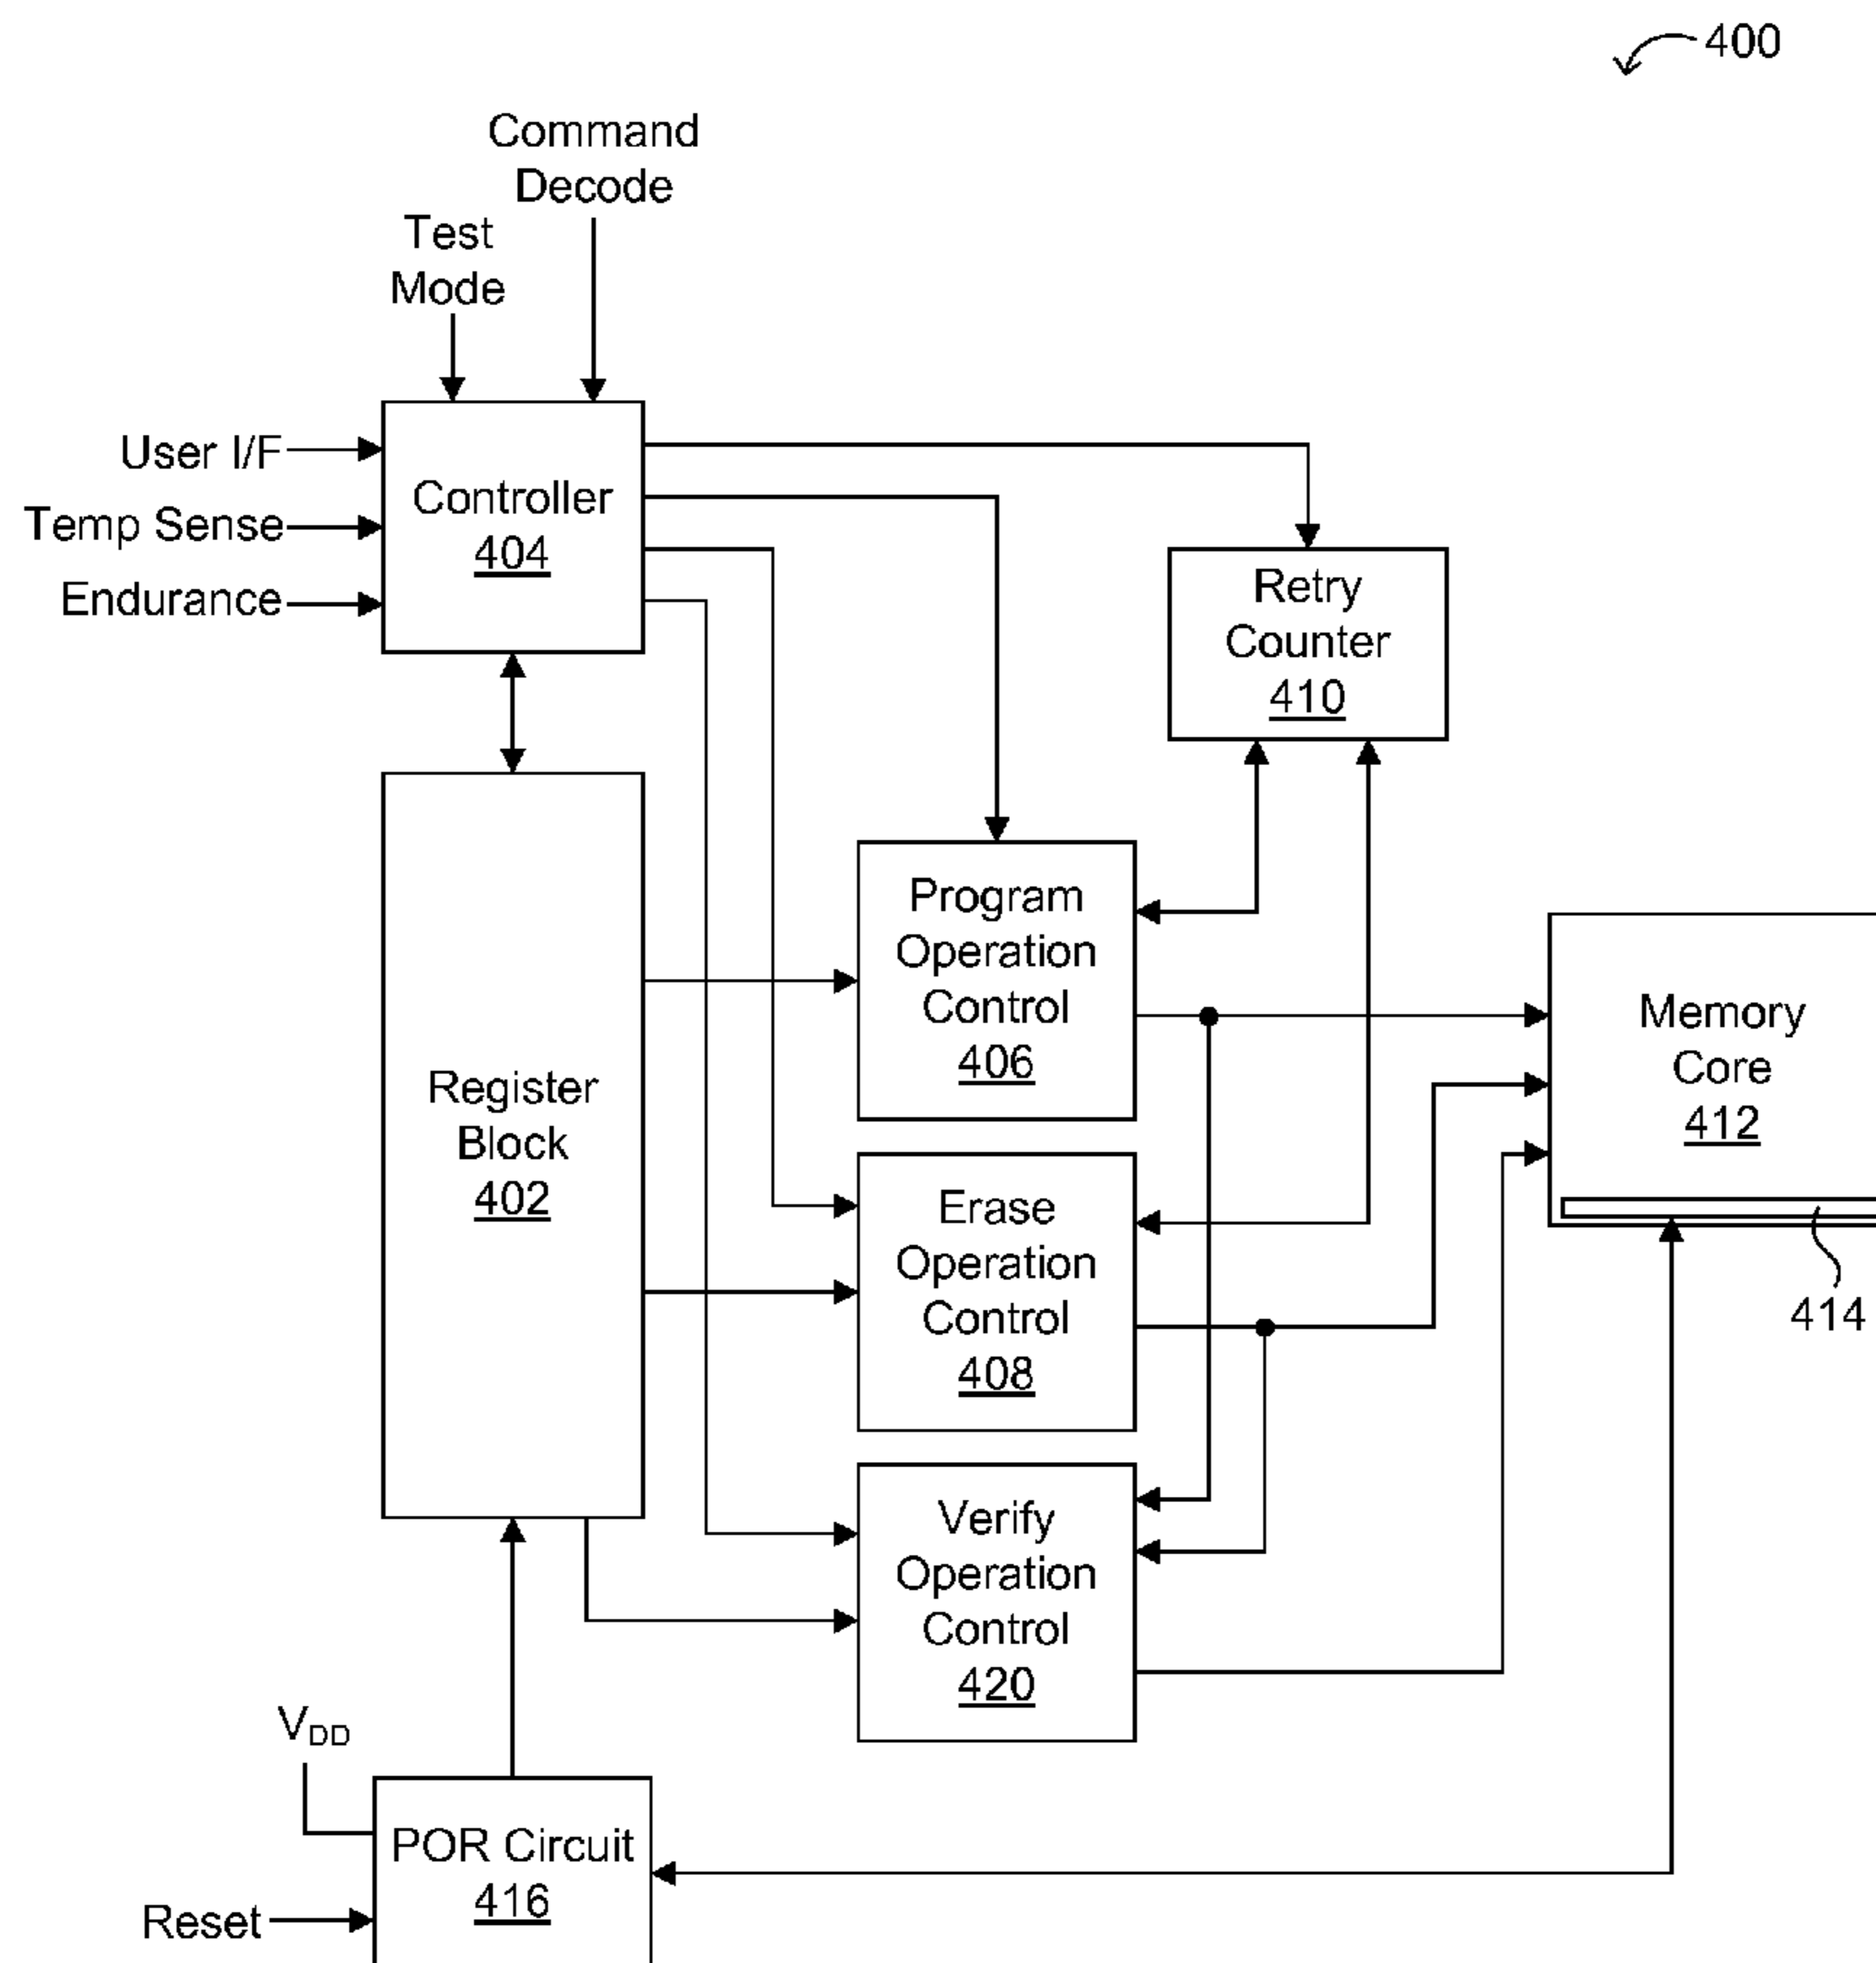 400
Command
Decode
Test
Mode
User I/F
Temp Sense
Endurance
Controller
404
Retry
Counter
410
Program
Operation
Control
406
Memory
Core
412
Register
Block
402
Erase
Operation
Control
408
414
Verify
Operation
Control
420
VDD
POR Circuit
416
Reset